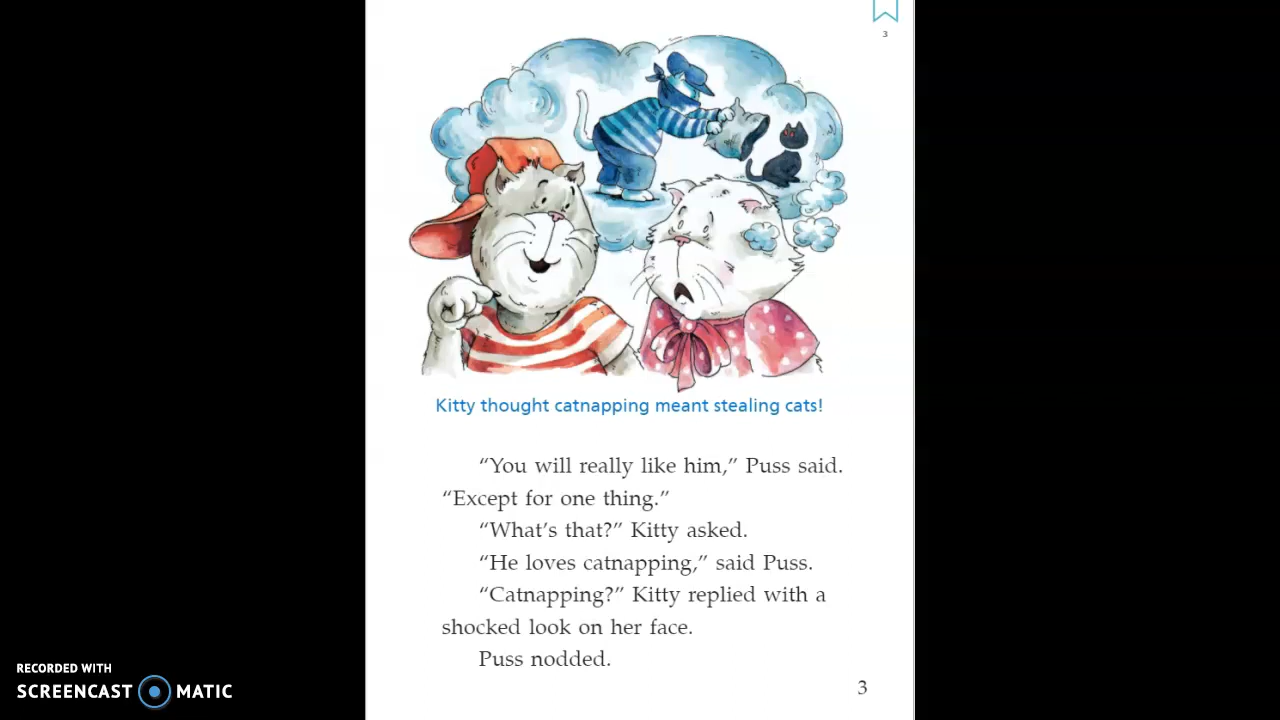 3
Kitty thought catnapping meant stealing cats!
“You will really like him,” Puss said.
“Except for one thing.”
“What’s that?” Kitty asked.
“He loves catnapping,” said Puss.
“Catnapping?” Kitty replied with a
shocked look on her face.
Puss nodded.
3
RECORDED WITH
SCREENCAST MATIC